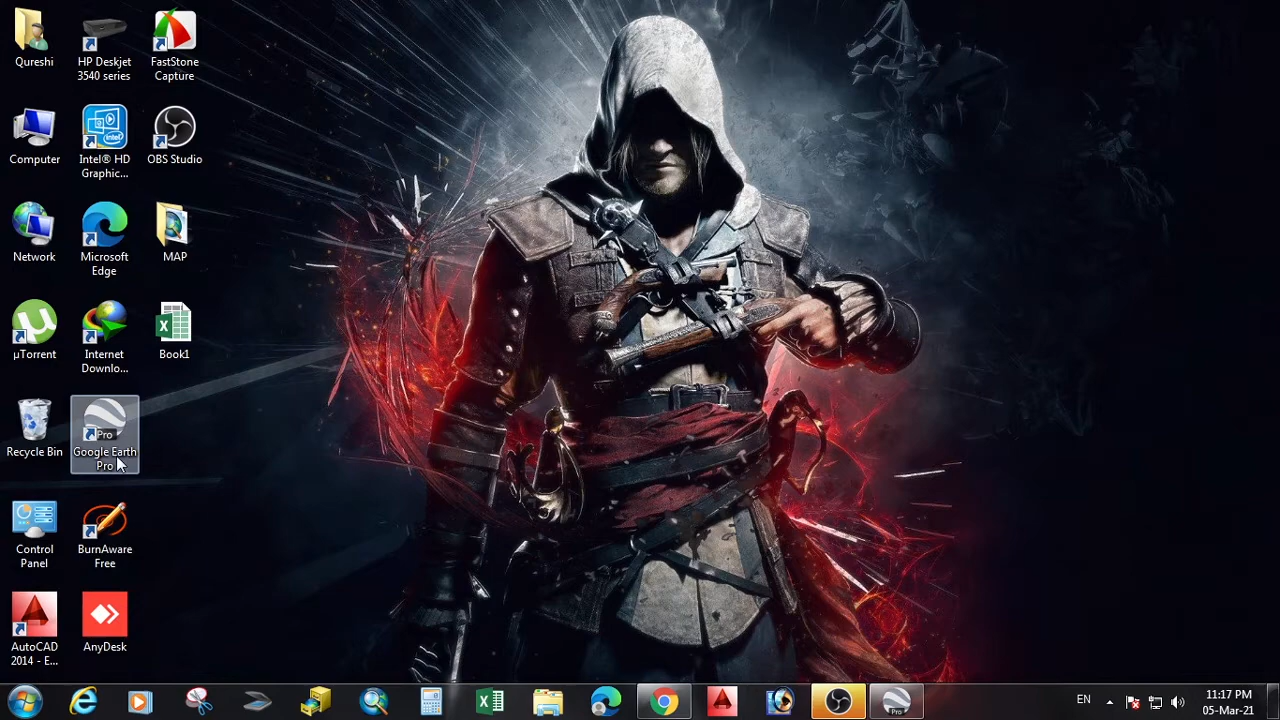 Qureshi
HP Deskjet
3540 series
FastStone
Capture
Computer
Intel® HD
Graphic...
OBS Studio
Network
Microsoft
Edge
MAP
µTorrent
Internet
Downlo...
Book1
Recycle Bin
Pro
Google Earth
Pro
Control
Panel
BurnAware
Free
AutoCAD
2014 - E...
AnyDesk
Pro
EN
11:17 PM
05-Mar-21